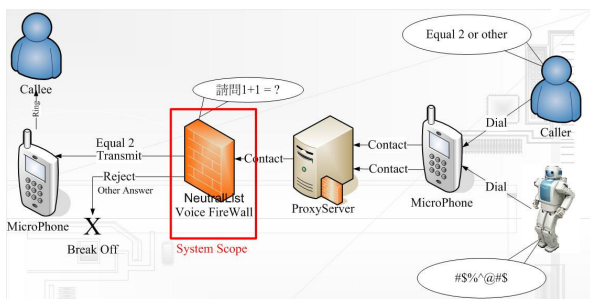 Equal 2 or other
Callee
請問1+1 = ?
Ring
Caller
Dial
Equal 2
Transmit
Contact
Contact
Contact
Reject
Other Answer
NeutralList
Voice FireWall
ProxyServer
MicroPhone
Dial
MicroPhone
X
Break Off
System Scope
#$%^@#$